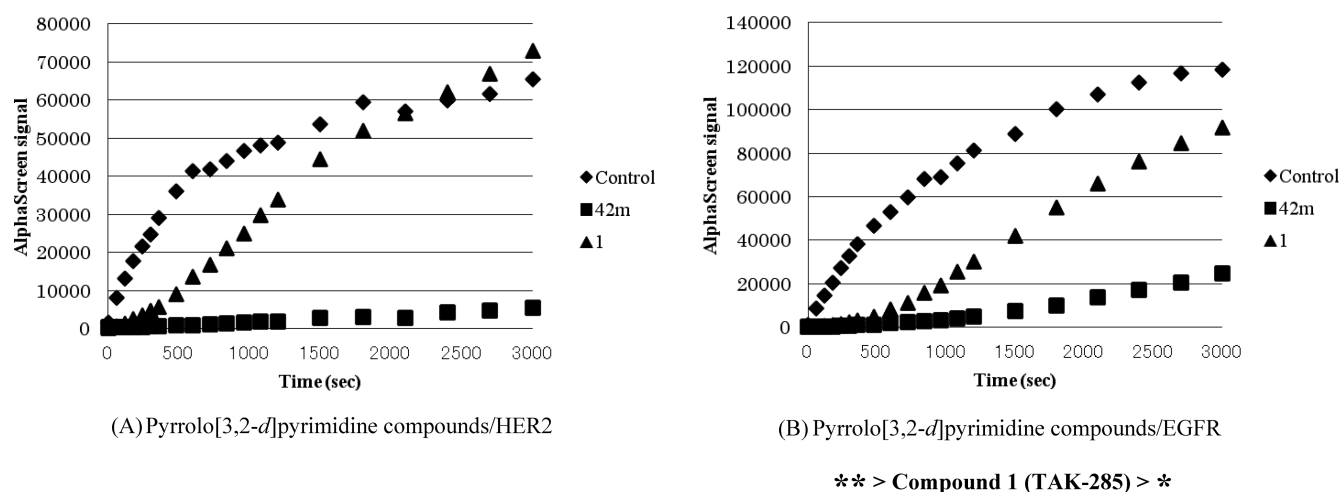 80000
70000
60000
50000
40000
30000
20000
10000
0
AlphaScreen signal
0 500 1000 1500 2000 2500 3000
Time (sec)
Control
42m
1
(A) Pyrrolo[3,2-d]pyrimidine compounds/HER2
140000
120000
100000
80000
60000
40000
20000
0
AlphaScreen signal
0 500 1000 1500 2000 2500 3000
Time (sec)
Control
42m
1
(B) Pyrrolo[3,2-d]pyrimidine compounds/EGFR
** > Compound 1 (TAK-285) > *